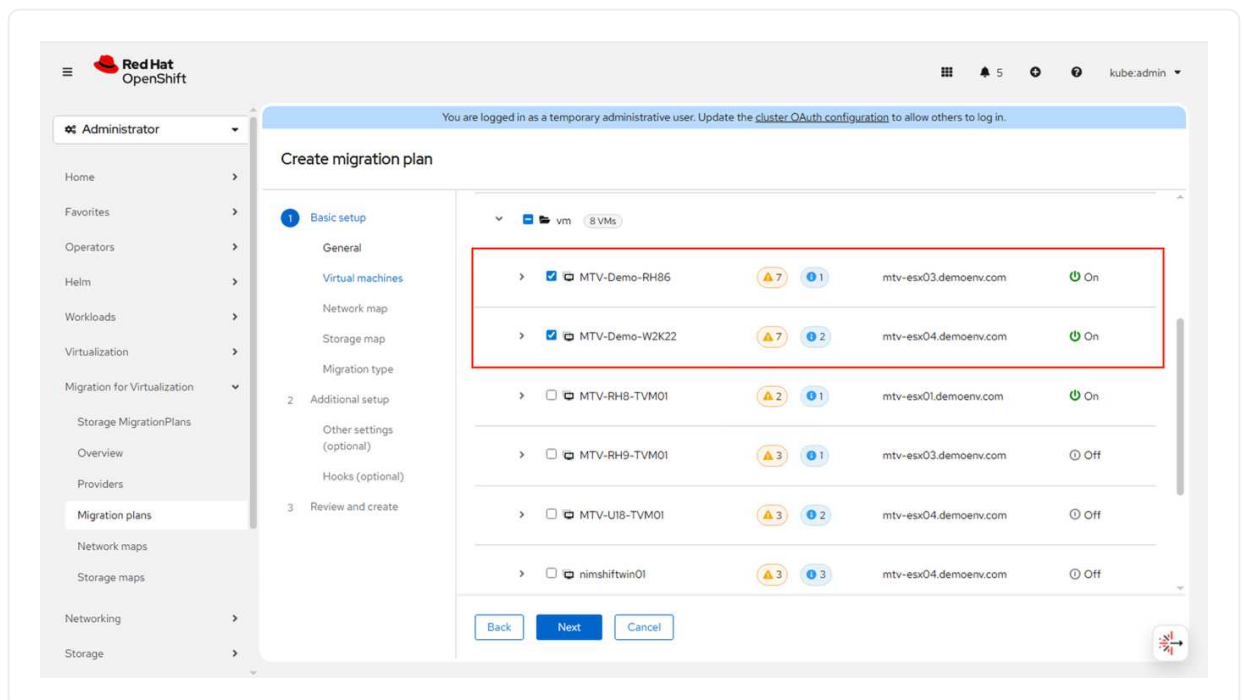 Red Hat
OpenShift
5
kube:admin
Administrator
You are logged in as a temporary administrative user. Update the cluster OAuth configuration to allow others to log in.
Home
Favorites
Operators
Helm
Workloads
Virtualization
Migration for Virtualization
Storage MigrationPlans
Overview
Providers
Migration plans
Network maps
Storage maps
Networking
Storage
Create migration plan
1 Basic setup
General
Virtual machines
Network map
Storage map
Migration type
2 Additional setup
Other settings
(optional)
Hooks (optional)
3 Review and create
vm 8 VMs
MTV-Demo-RH86 7 1 mtv-esx03.demoenv.com On
MTV-Demo-W2K22 7 2 mtv-esx04.demoenv.com On
MTV-RH8-TVM01 2 1 mtv-esx01.demoenv.com On
MTV-RH9-TVM01 3 1 mtv-esx03.demoenv.com Off
MTV-U18-TVM01 3 2 mtv-esx04.demoenv.com Off
nimshiftwin01 3 3 mtv-esx04.demoenv.com Off
Back Next Cancel